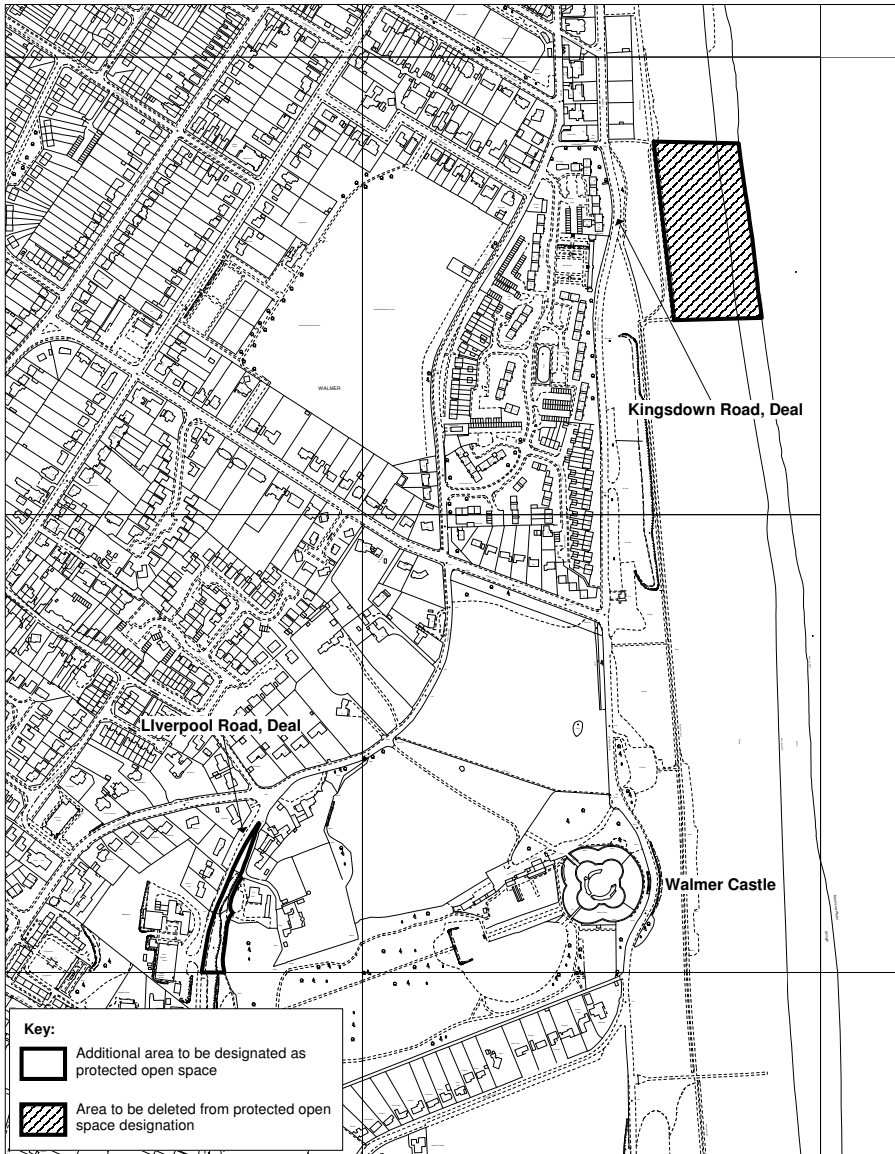 WALMER
Kingsdown Road, Deal
LIverpool Road, Deal
Walmer Castle
Key:
Additional area to be designated as
protected open space
Area to be deleted from protected open
space designation